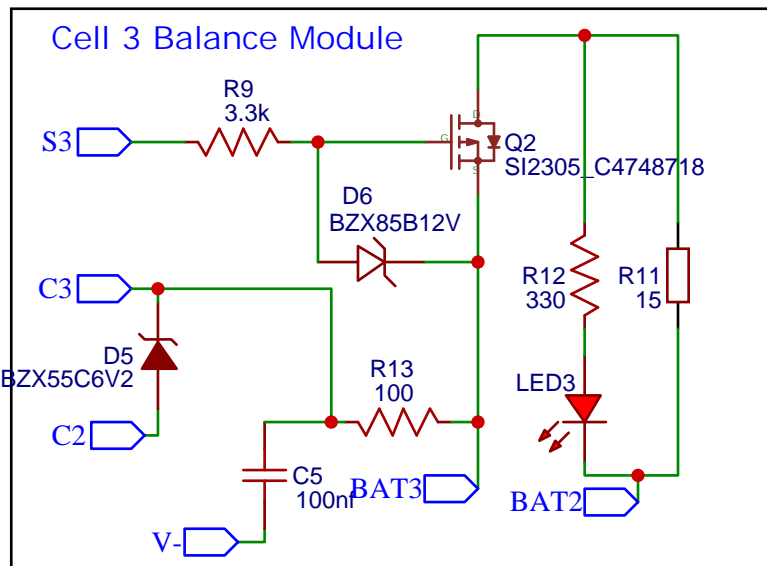 Cell 3 Balance Module
R9
3.3k
S3
D
G
S
Q2
SI2305_C4748718
D6
BZX85B12V
C3
R12
330
R11
15
D5
BZX55C6V2
R13
100
LED3
C2
C5
100nf
BAT3
BAT2
V-